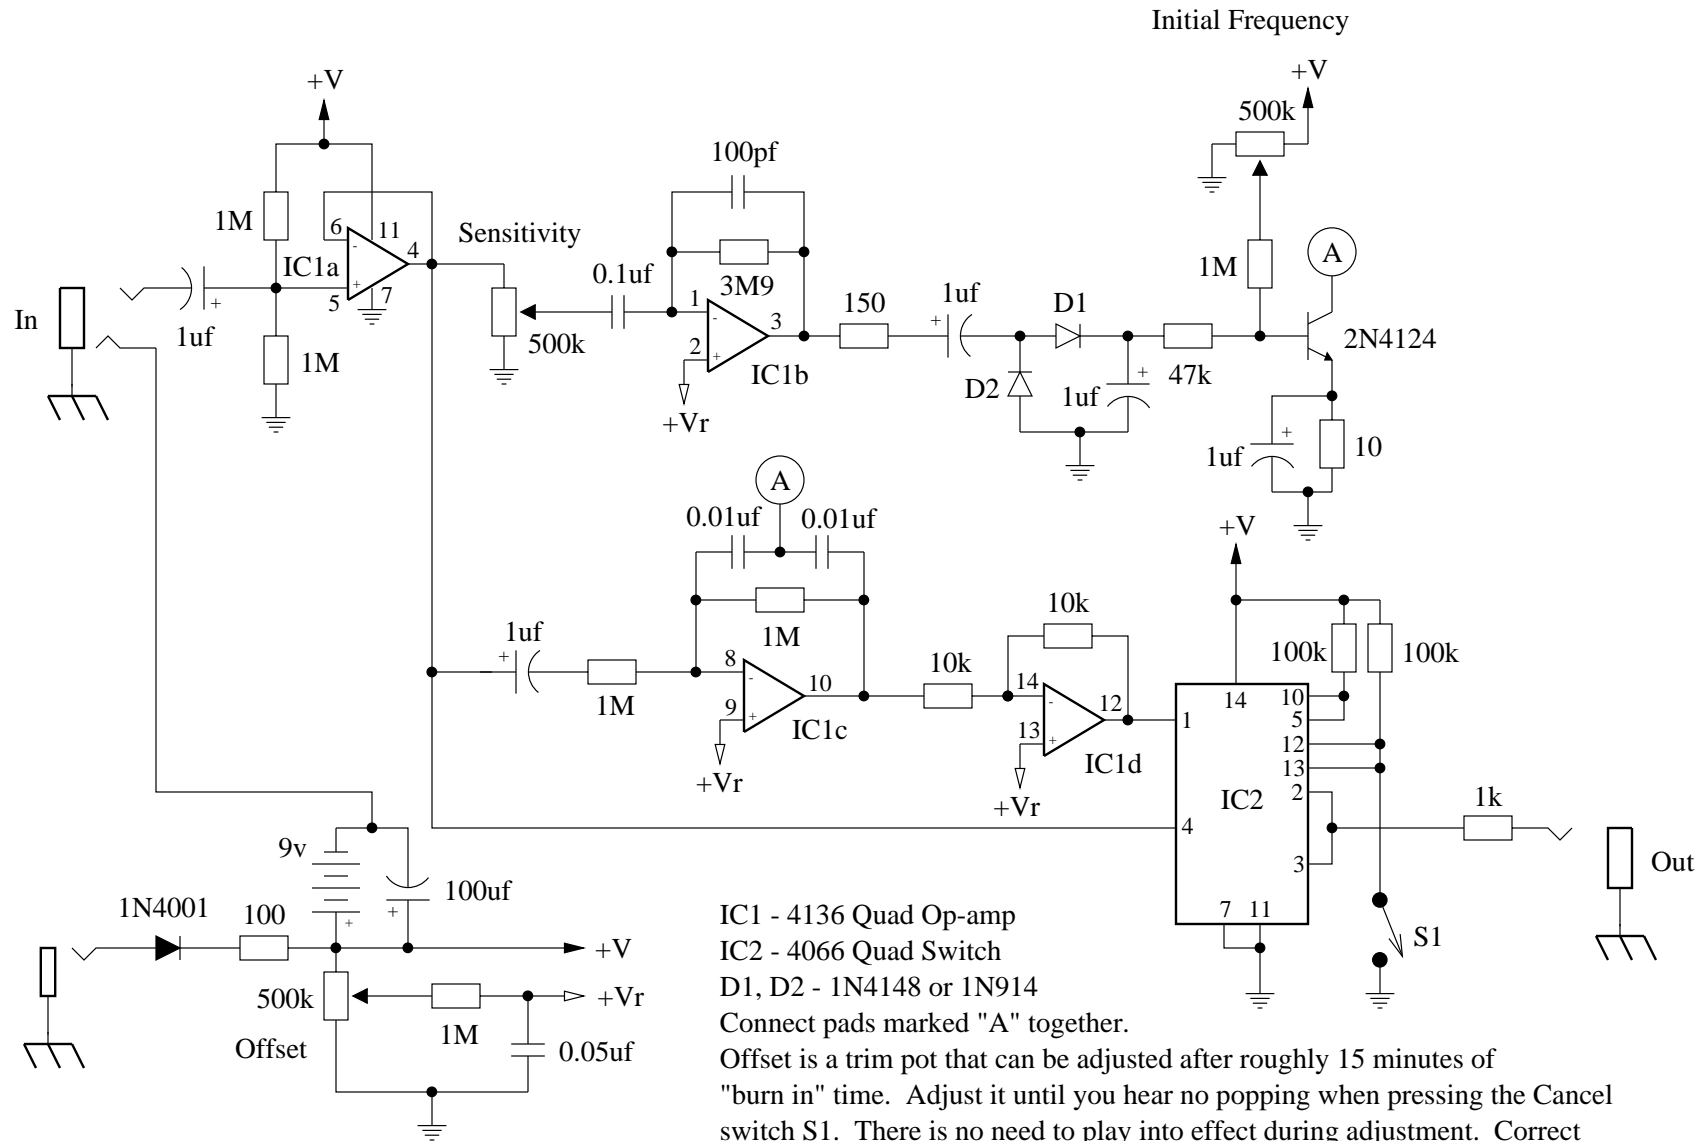 Initial Frequency
+V
+V
500k
100pf
1M
6
11
4
Sensitivity
IC1a
0.1uf
3M9
1M
A
-
+
5
7
1
-
3
150
1uf
+
D1
In
+
1uf
500k
2
+
IC1b
2N4124
1M
D2
1uf
+
47k
+Vr
+
1uf
10
A
0.01uf
0.01uf
+V
10k
1uf
+
1M
10k
100k
100k
8
-
10
14
-
12
14
10
1M
9
+
IC1c
13
+
IC1d
1
5
12
13
+Vr
+Vr
IC2
2
1k
9v
4
3
Out
100uf
+
+
1N4001
100
IC1 - 4136 Quad Op-amp
7
11
S1
+V
IC2 - 4066 Quad Switch
500k
+Vr
D1, D2 - 1N4148 or 1N914
1M
Connect pads marked "A" together.
Offset
0.05uf
Offset is a trim pot that can be adjusted after roughly 15 minutes of
"burn in" time. Adjust it until you hear no popping when pressing the Cancel
switch S1. There is no need to play into effect during adjustment. Correct